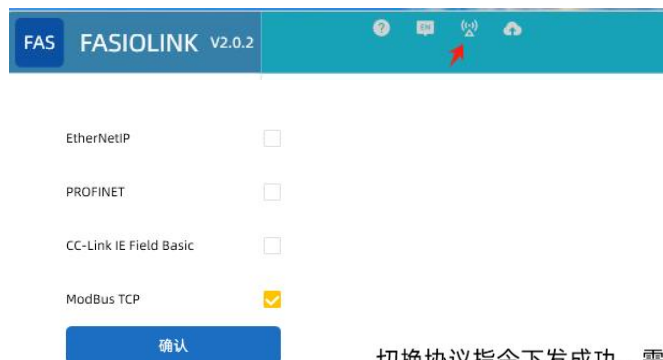 FAS FASIOLINK V2.0.2 ? EN
EtherNetIP
PROFINET
CC-Link IE Field Basic
ModBus TCP
确认
切换协议指令下发成功，需